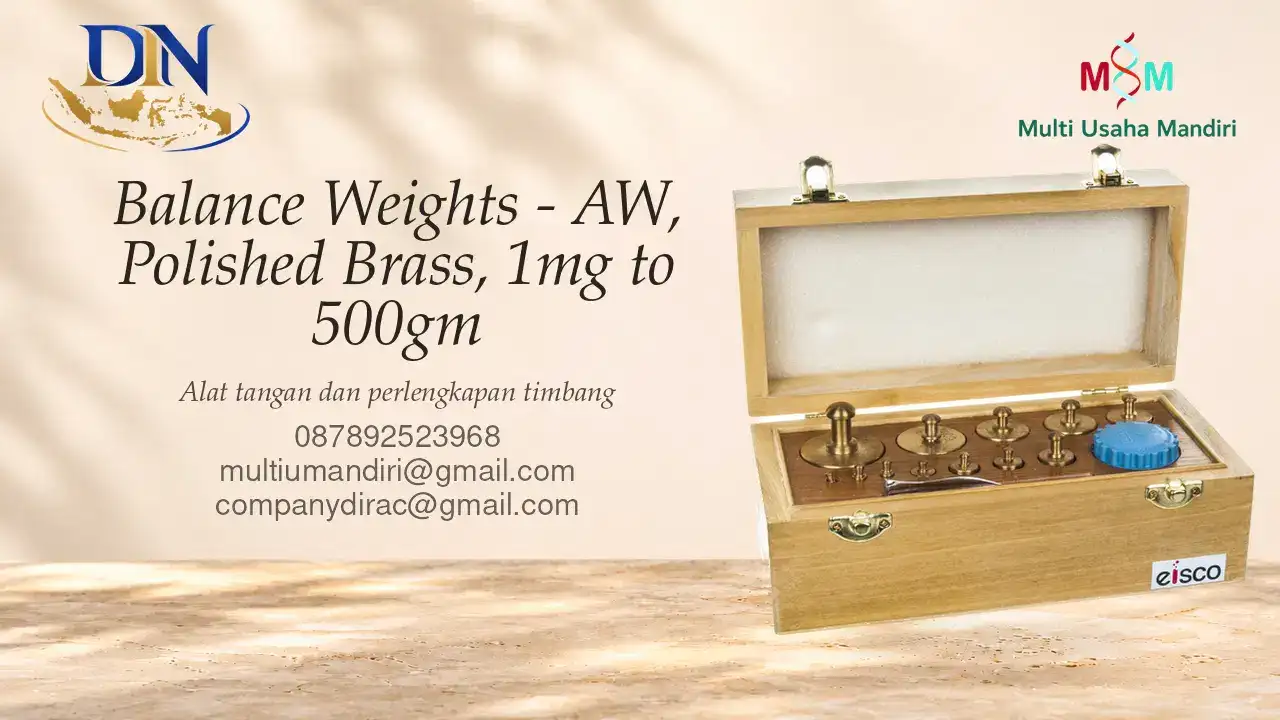 DN
M M
Multi Usaha Mandiri
Balance Weights - AW,
Polished Brass, 1mg to
500gm
Alat tangan dan perlengkapan timbang
087892523968
multiumandiri@gmail.com
companydirac@gmail.com
eisco